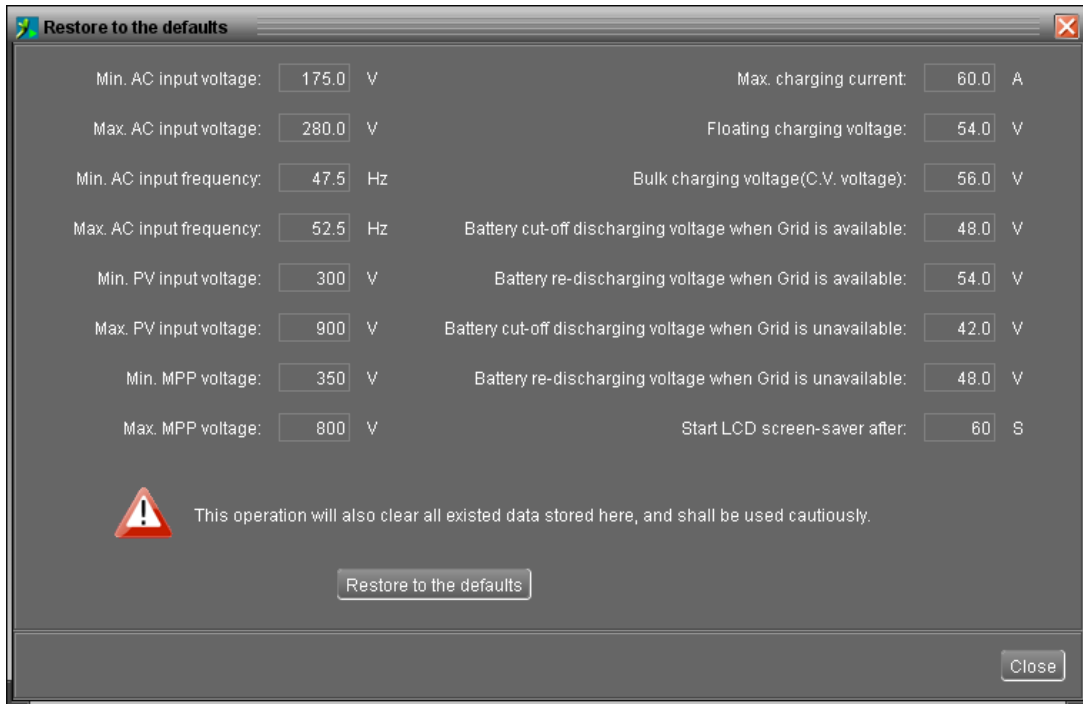 Restore to the defaults
Min. AC input voltage: 175.0 V Max. charging current: 60.0 A
Max. AC input voltage: 280.0 V Floating charging voltage: 54.0 V
Min. AC input frequency: 47.5 Hz Bulk charging voltage(C.V. voltage): 56.0 V
Max. AC input frequency: 52.5 Hz Battery cut-off discharging voltage when Grid is available: 48.0 V
Min. PV input voltage: 300 V Battery re-discharging voltage when Grid is available: 54.0 V
Max. PV input voltage: 900 V Battery cut-off discharging voltage when Grid is unavailable: 42.0 V
Min. MPP voltage: 350 V Battery re-discharging voltage when Grid is unavailable: 48.0 V
Max. MPP voltage: 800 V Start LCD screen-saver after: 60 S
This operation will also clear all existed data stored here, and shall be used cautiously.
Restore to the defaults
Close